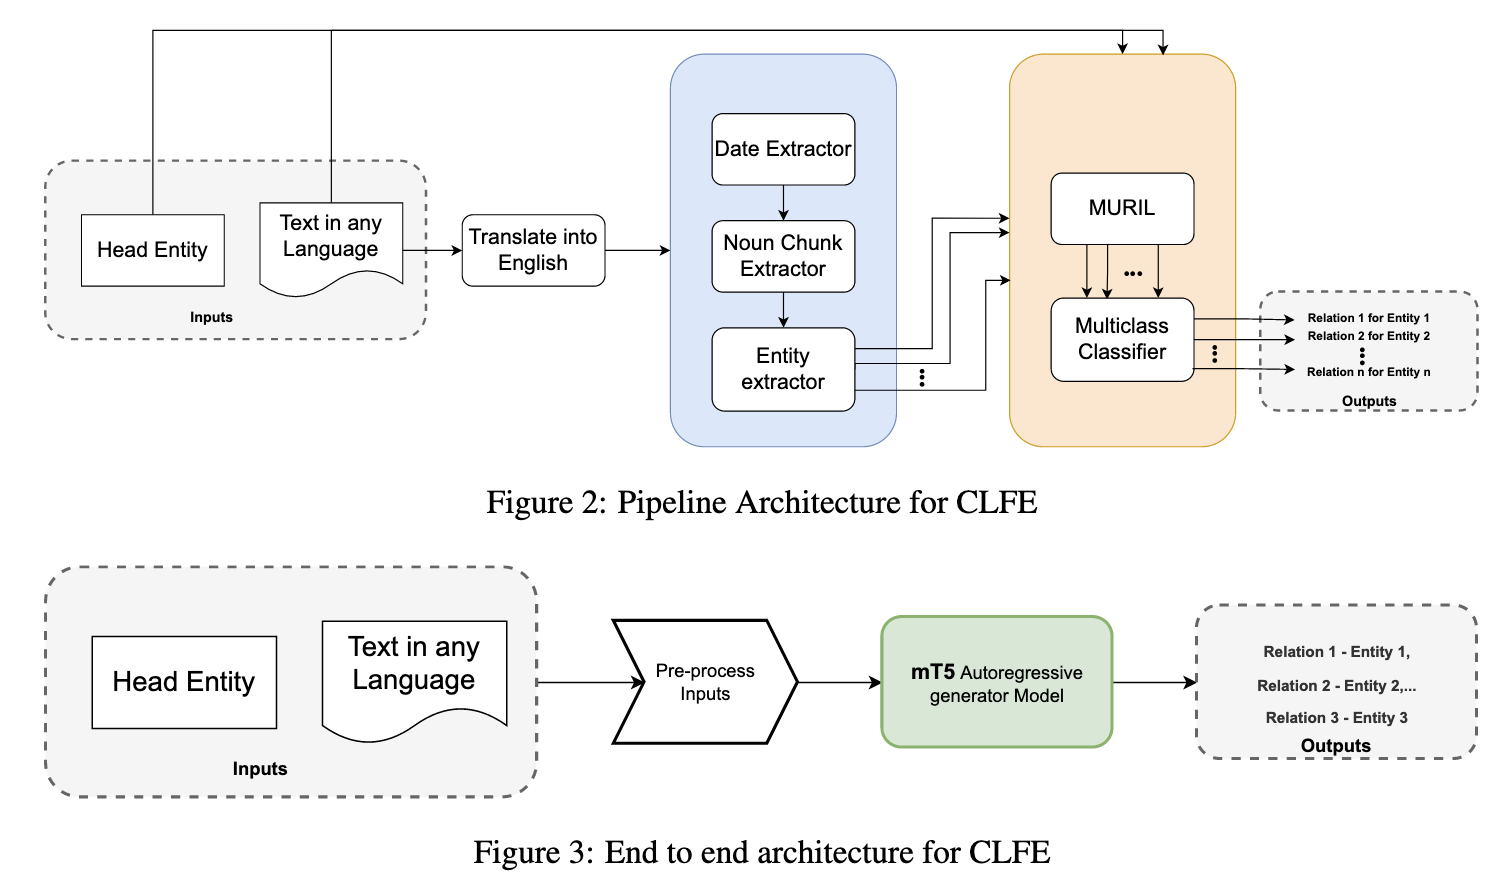 Head Entity
Text in any
Language
Inputs
Translate into
English
Date Extractor
Noun Chunk
Extractor
Entity
extractor
MURIL
...
Multiclass
Classifier
Relation 1 for Entity 1
Relation 2 for Entity 2
Relation n for Entity n
Outputs
Figure 2: Pipeline Architecture for CLFE
Head Entity
Text in any
Language
Inputs
Pre-process
Inputs
mT5 Autoregressive
generator Model
Relation 1 - Entity 1,
Relation 2 - Entity 2,...
Relation 3 - Entity 3
Outputs
Figure 3: End to end architecture for CLFE